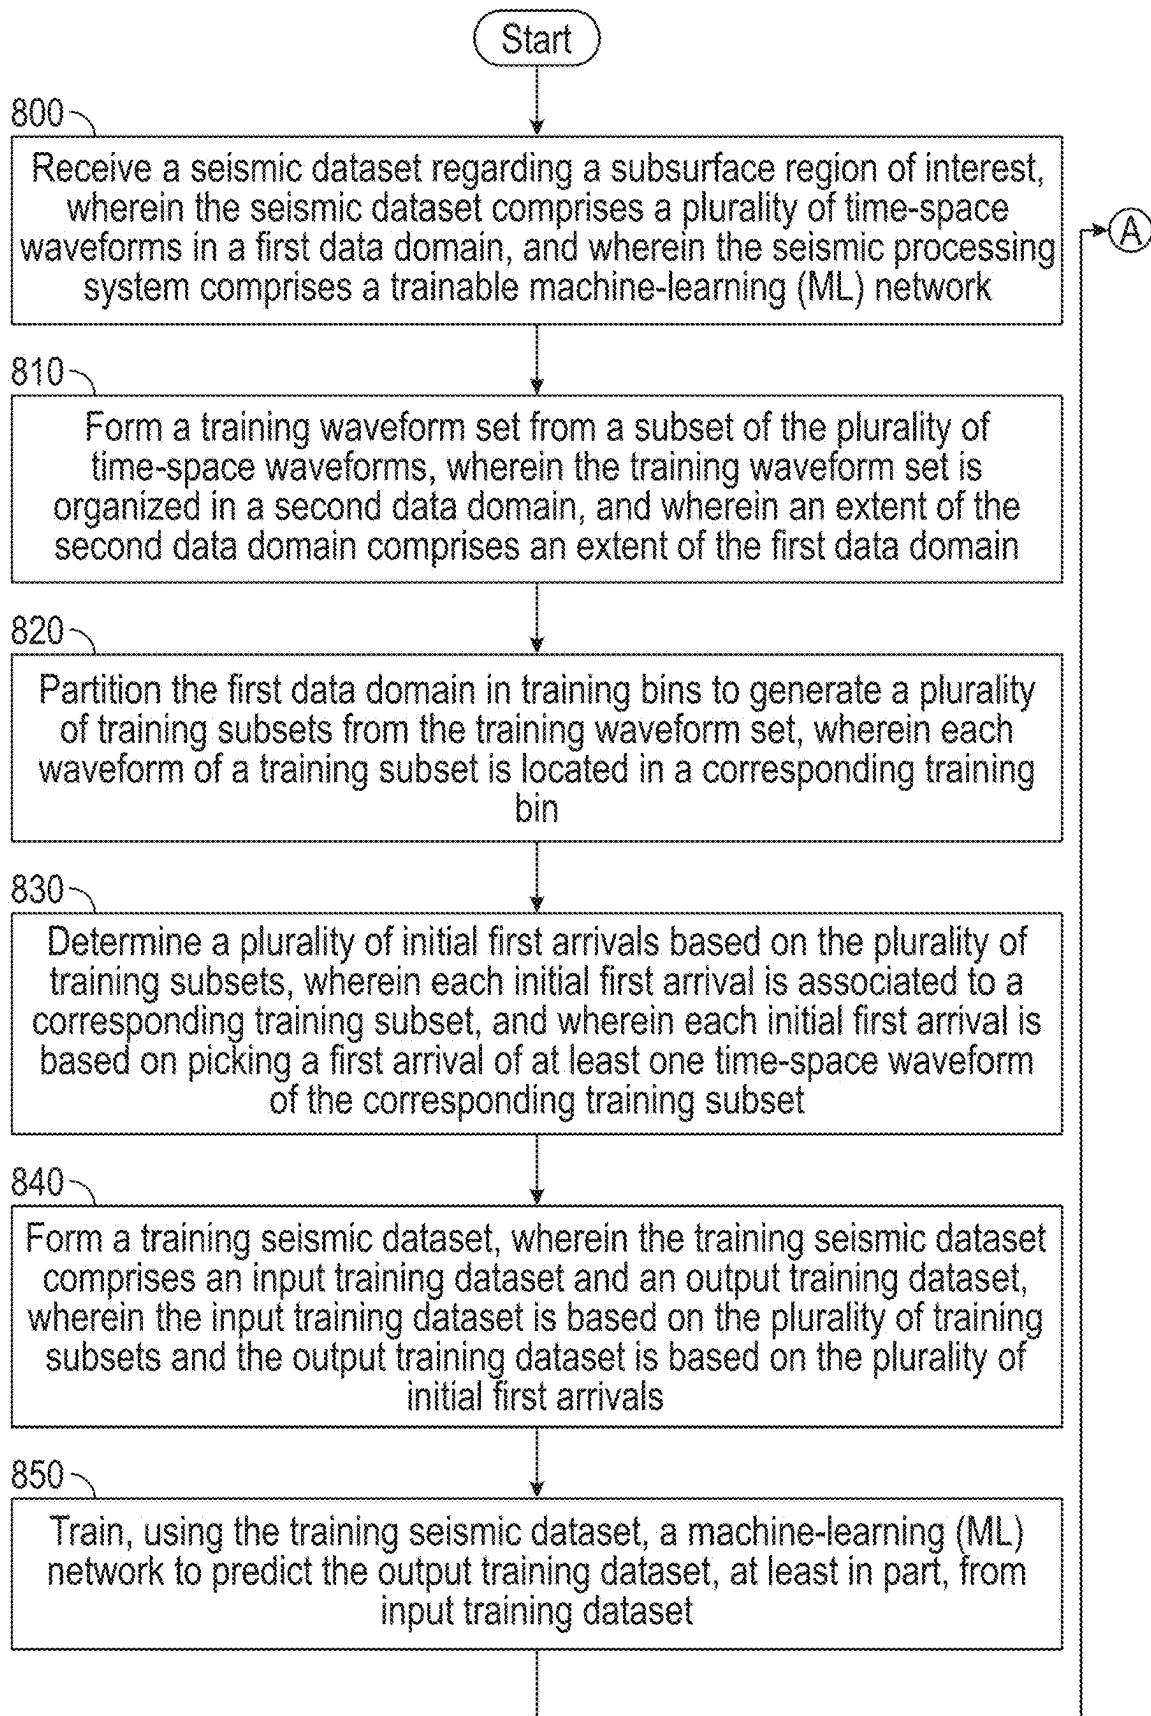 Start
800
Receive a seismic dataset regarding a subsurface region of interest,
wherein the seismic dataset comprises a plurality of time-space
waveforms in a first data domain, and wherein the seismic processing
system comprises a trainable machine-learning (ML) network
A
810
Form a training waveform set from a subset of the plurality of
time-space waveforms, wherein the training waveform set is
organized in a second data domain, and wherein an extent of the
second data domain comprises an extent of the first data domain
820
Partition the first data domain in training bins to generate a plurality
of training subsets from the training waveform set, wherein each
waveform of a training subset is located in a corresponding training
bin
830
Determine a plurality of initial first arrivals based on the plurality of
training subsets, wherein each initial first arrival is associated to a
corresponding training subset, and wherein each initial first arrival is
based on picking a first arrival of at least one time-space waveform
of the corresponding training subset
840
Form a training seismic dataset, wherein the training seismic dataset
comprises an input training dataset and an output training dataset,
wherein the input training dataset is based on the plurality of training
subsets and the output training dataset is based on the plurality of
initial first arrivals
850
Train, using the training seismic dataset, a machine-learning (ML)
network to predict the output training dataset, at least in part, from
input training dataset